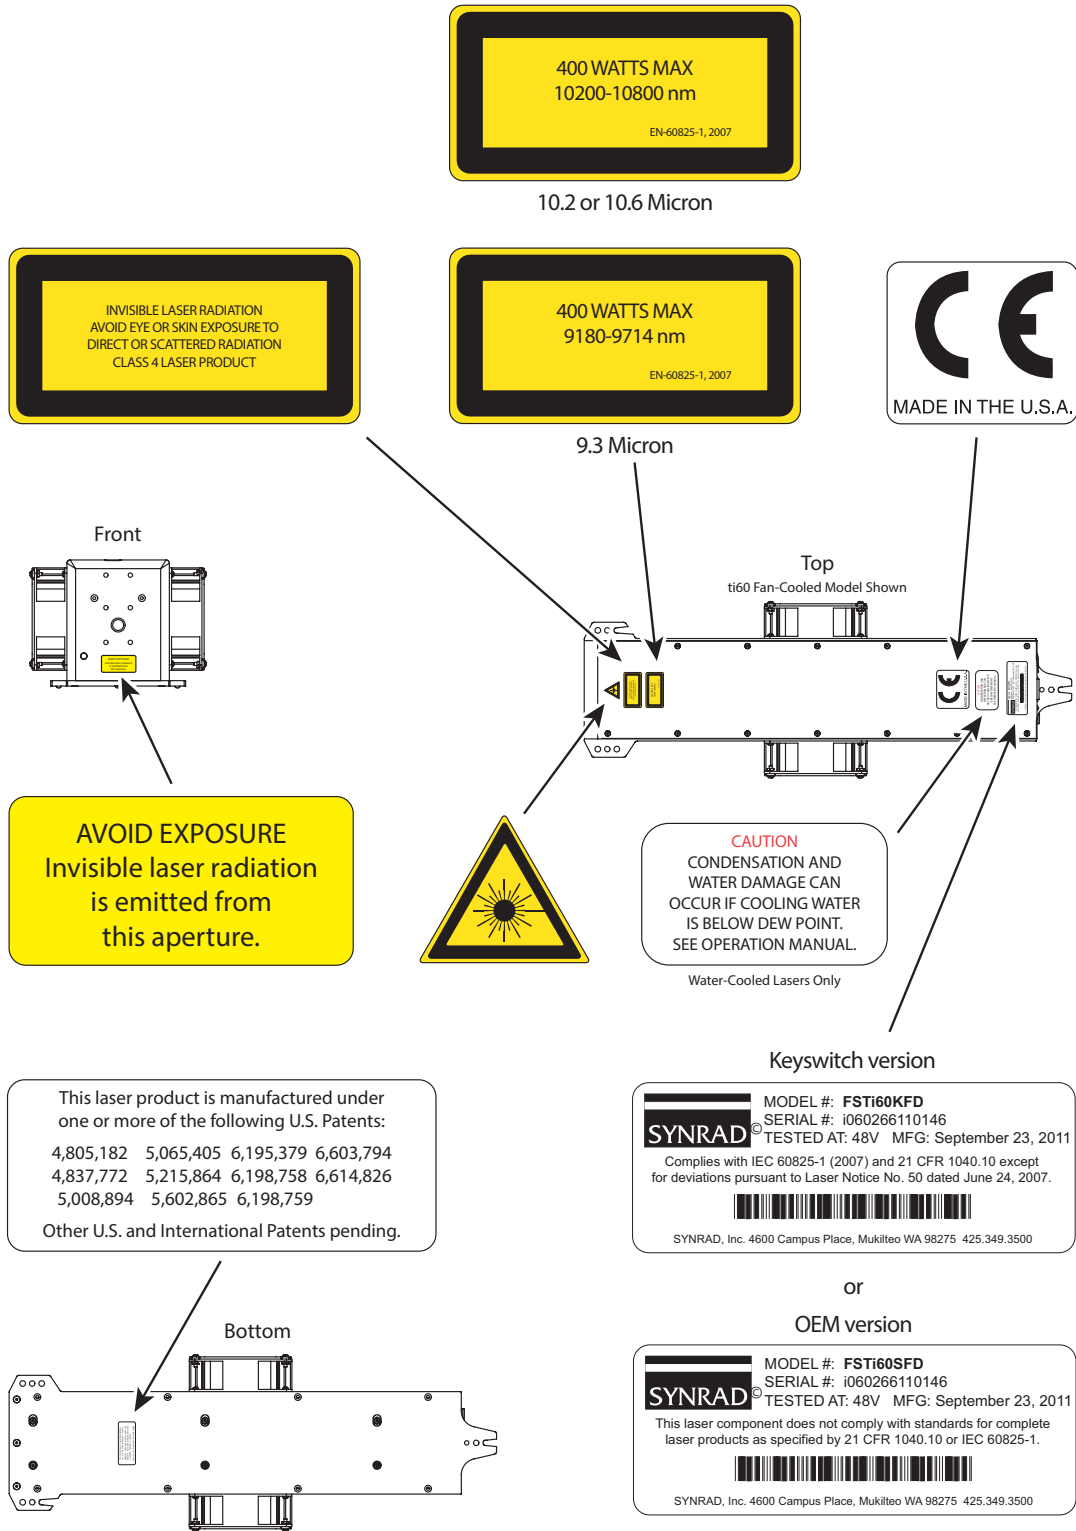 400 WATTS MAX
10200-10800 nm
EN-60825-1, 2007
10.2 or 10.6 Micron
INVISIBLE LASER RADIATION
AVOID EYE OR SKIN EXPOSURE TO
DIRECT OR SCATTERED RADIATION
CLASS 4 LASER PRODUCT
400 WATTS MAX
9180-9714 nm
EN-60825-1, 2007
9.3 Micron
CE
MADE IN THE U.S.A.
Front
Top
ti60 Fan-Cooled Model Shown
AVOID EXPOSURE
Invisible laser radiation
is emitted from
this aperture.
CAUTION
CONDENSATION AND
WATER DAMAGE CAN
OCCUR IF COOLING WATER
IS BELOW DEW POINT.
SEE OPERATION MANUAL.
Water-Cooled Lasers Only
This laser product is manufactured under
one or more of the following U.S. Patents:
4,805,182 5,065,405 6,195,379 6,603,794
4,837,772 5,215,864 6,198,758 6,614,826
5,008,894 5,602,865 6,198,759
Other U.S. and International Patents pending.
Bottom
Keyswitch version
SYNRAD©
MODEL #: FSTi60KFD
SERIAL #: i060266110146
TESTED AT: 48V MFG: September 23, 2011
Complies with IEC 60825-1 (2007) and 21 CFR 1040.10 except
for deviations pursuant to Laser Notice No. 50 dated June 24, 2007.
SYNRAD, Inc. 4600 Campus Place, Mukilteo WA 98275 425.349.3500
or
OEM version
SYNRAD©
MODEL #: FSTi60SFD
SERIAL #: i060266110146
TESTED AT: 48V MFG: September 23, 2011
This laser component does not comply with standards for complete
laser products as specified by 21 CFR 1040.10 or IEC 60825-1.
SYNRAD, Inc. 4600 Campus Place, Mukilteo WA 98275 425.349.3500